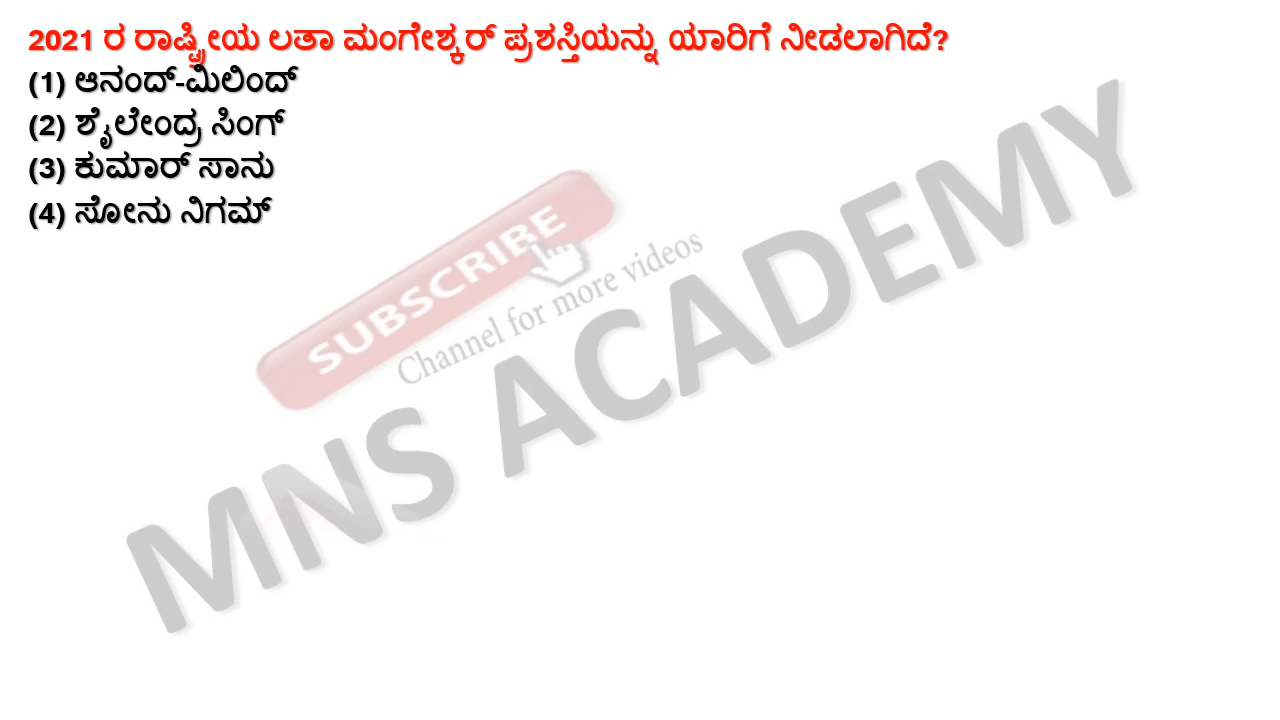 2021 ರ ರಾಷ್ಟ್ರೀಯ ಲತಾ ಮಂಗೇಶ್ಕರ್ ಪ್ರಶಸ್ತಿಯನ್ನು ಯಾರಿಗೆ ನೀಡಲಾಗಿದೆ?
(1) ಆನಂದ್-ಮಿಲಿಂದ್
(2) ಶೈಲೇಂದ್ರ ಸಿಂಗ್
(3) ಕುಮಾರ್ ಸಾನು
(4) ಸೋನು ನಿಗಮ್
SUBSCRIBE
Channel for more videos
MNS ACADEMY